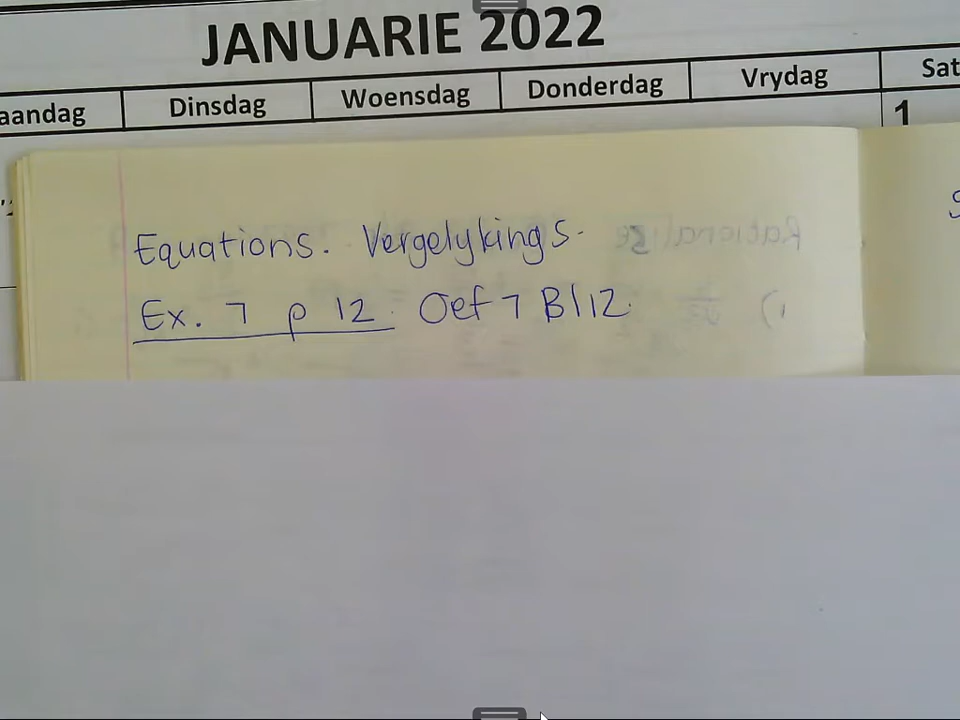 JANUARIE 2022
aandag Dinsdag Woensdag Donderdag Vrydag Sat
1
Equations. Vergelykings.
Ex. 7 p 12. Oef 7 Bl 12.